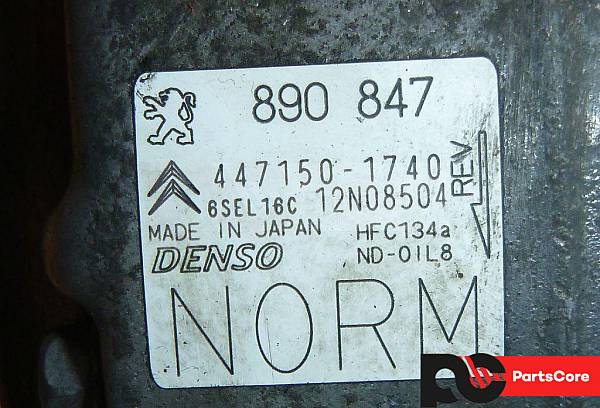 890 847
447150-1740
6SEL16C 12N08504
REV
MADE IN JAPAN HFC134a
DENSO ND-OIL8
NORM
PartsCore